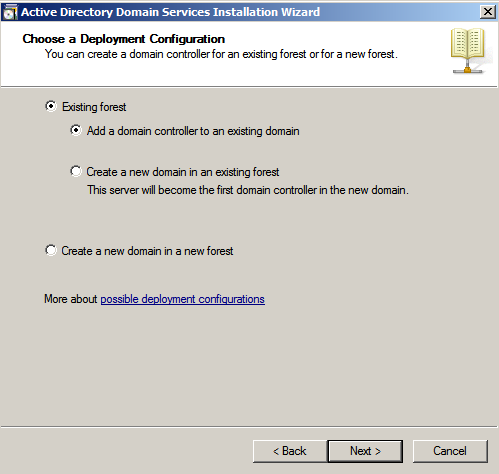 Active Directory Domain Services Installation Wizard
Choose a Deployment Configuration
You can create a domain controller for an existing forest or for a new forest.
Existing forest
Add a domain controller to an existing domain
Create a new domain in an existing forest
This server will become the first domain controller in the new domain.
Create a new domain in a new forest
More about possible deployment configurations
< Back Next > Cancel